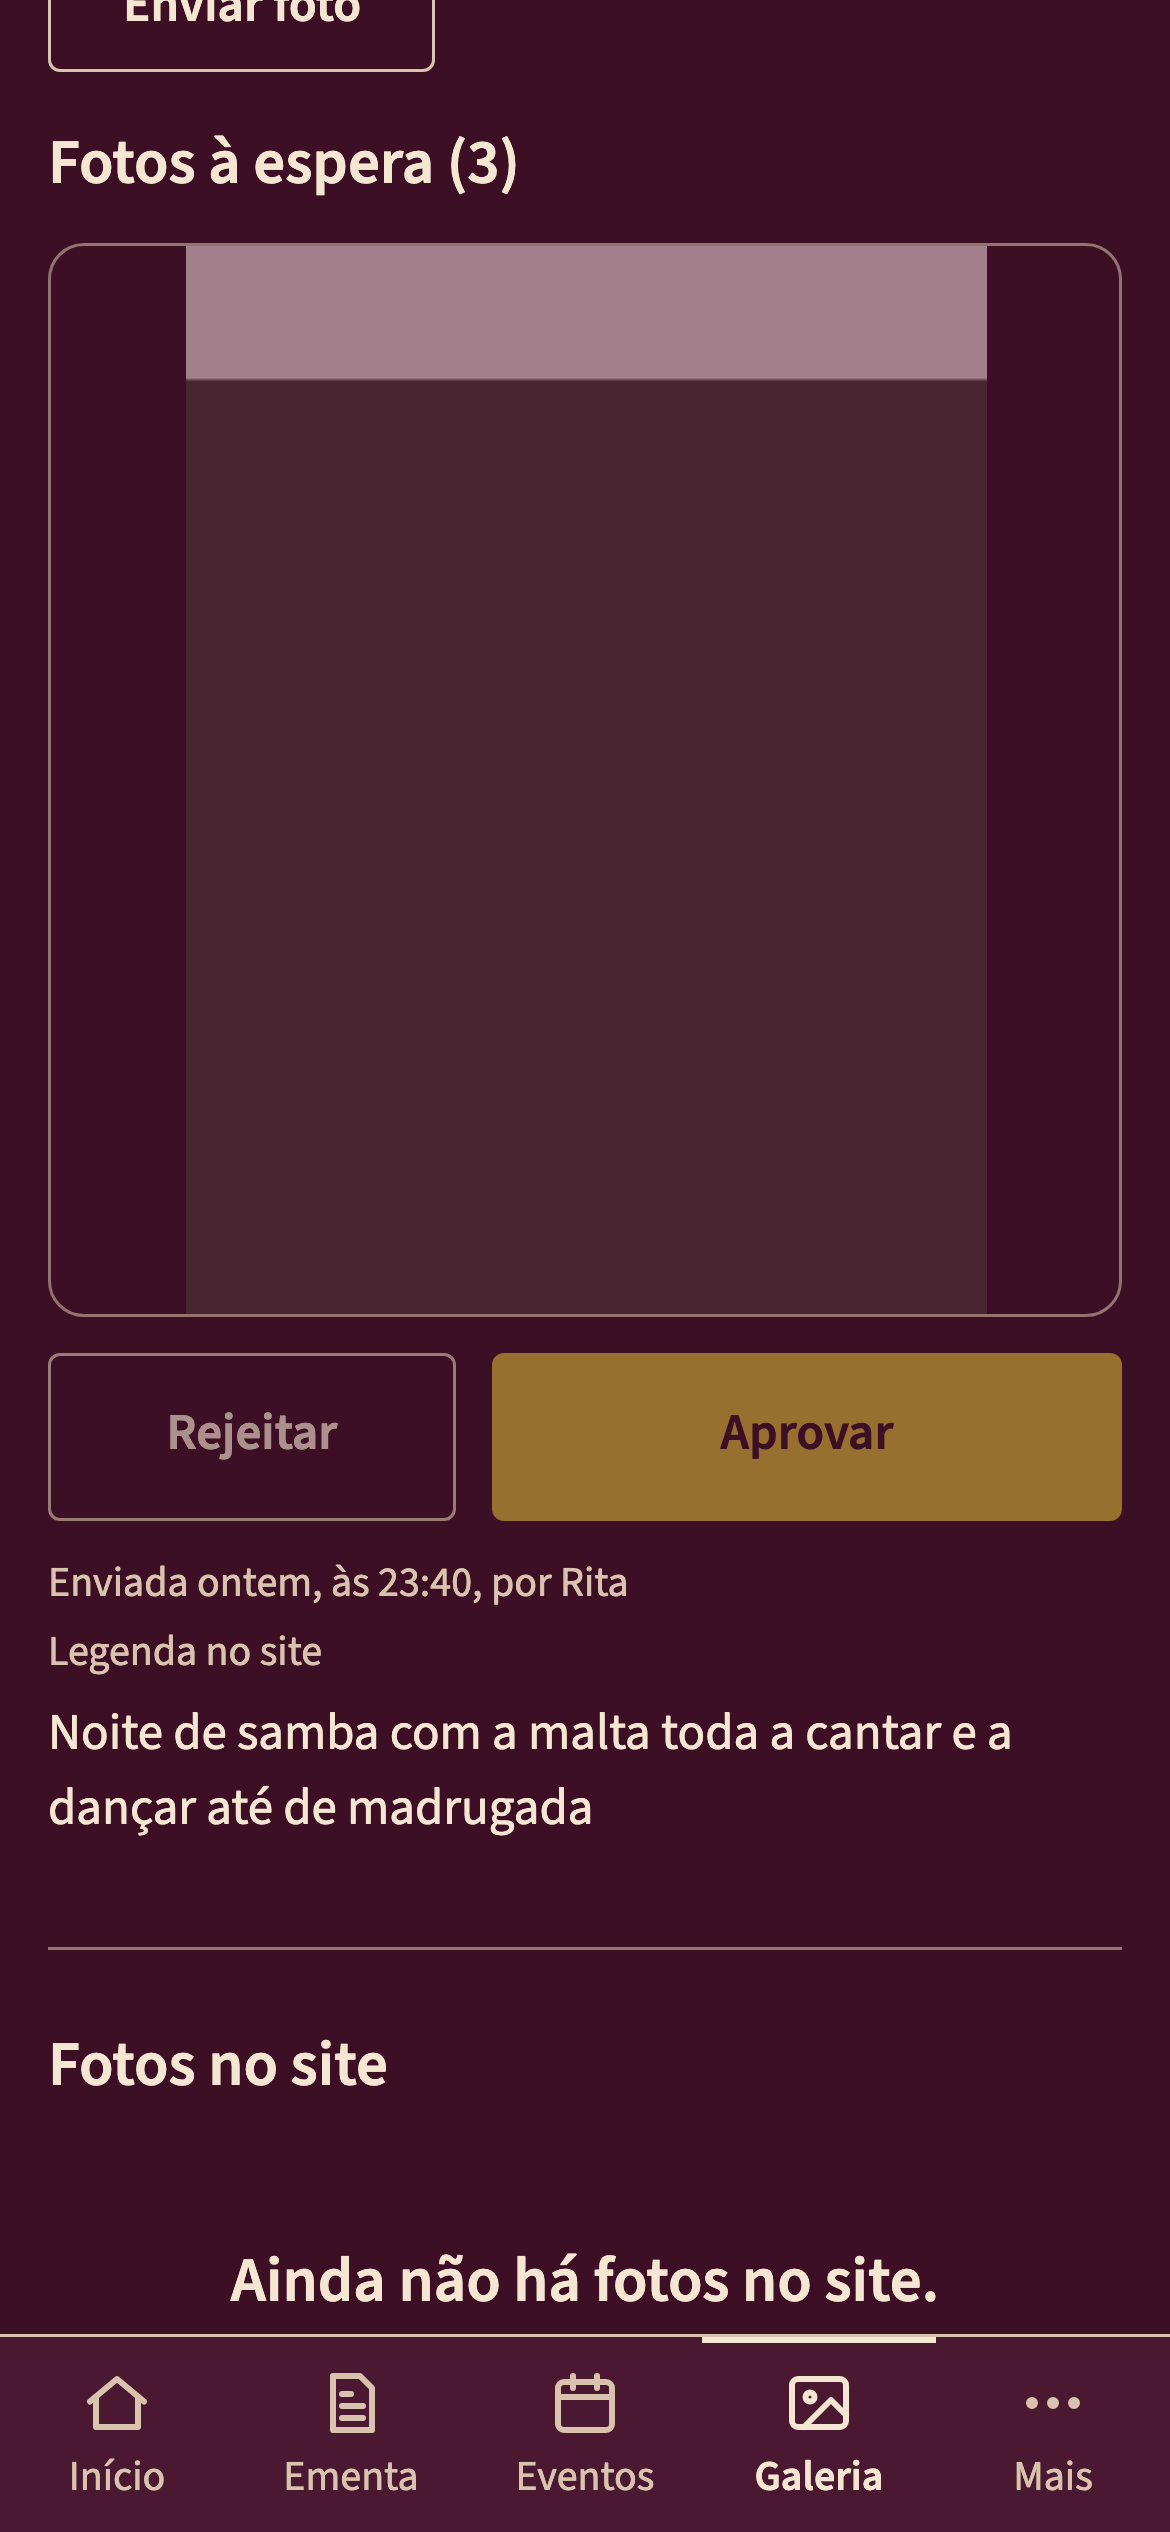 Enviar foto
Fotos à espera (3)
Rejeitar
Aprovar
Enviada ontem, às 23:40, por Rita
Legenda no site
Noite de samba com a malta toda a cantar e a
dançar até de madrugada
Fotos no site
Ainda não há fotos no site.
Início
Ementa
Eventos
Galeria
Mais